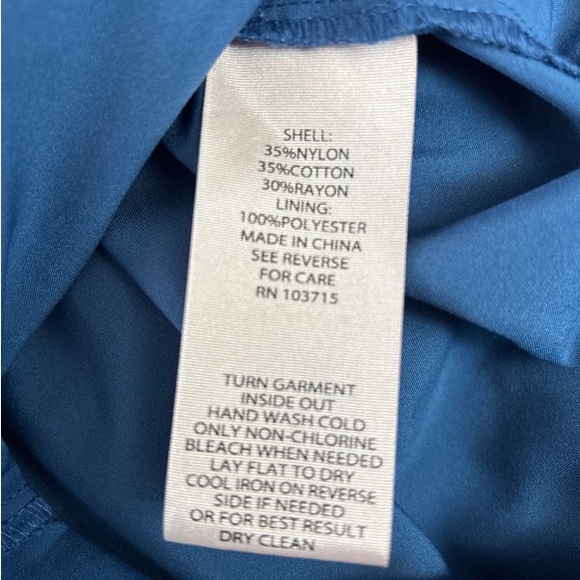 SHELL:
35%NYLON
35%COTTON
30%RAYON
LINING:
100%POLYESTER
MADE IN CHINA
SEE REVERSE
FOR CARE
RN 103715
TURN GARMENT
INSIDE OUT
HAND WASH COLD
ONLY NON-CHLORINE
BLEACH WHEN NEEDED
LAY FLAT TO DRY
COOL IRON ON REVERSE
SIDE IF NEEDED
OR FOR BEST RESULT
DRY CLEAN